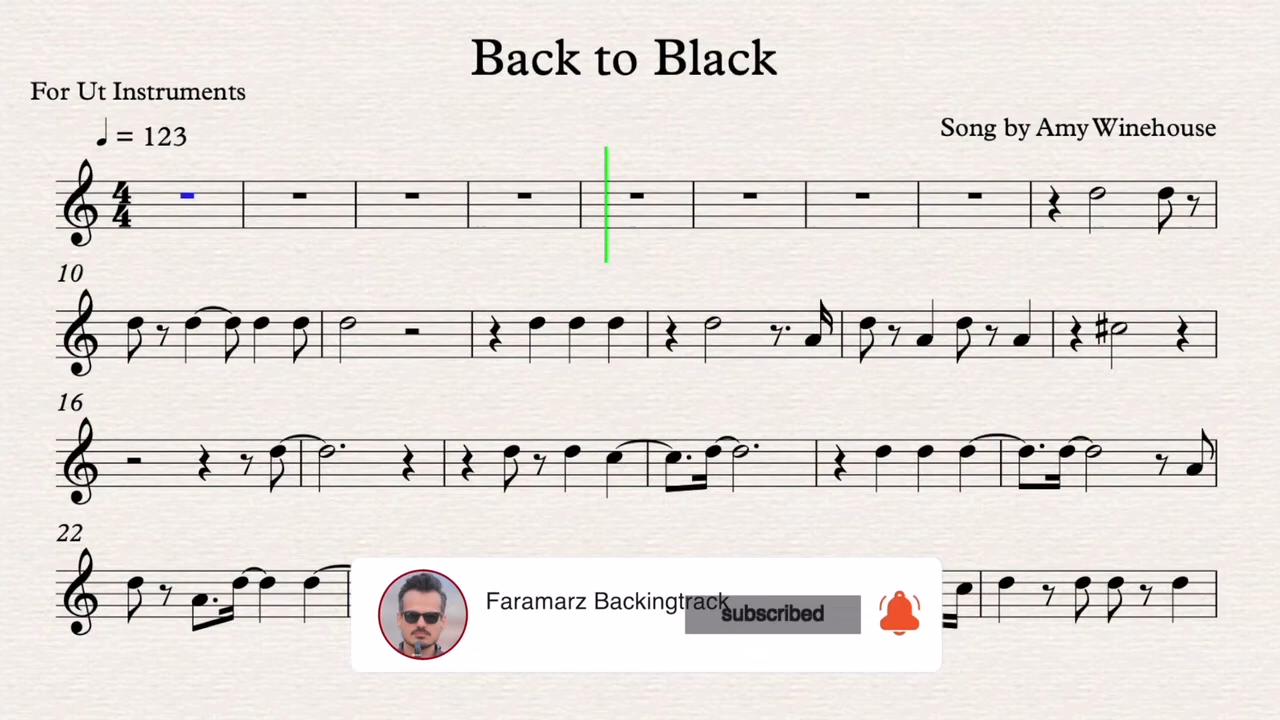 Back to Black
For Ut Instruments
♩ = 123
Song by Amy Winehouse
4
4
10
16
22
Faramarz Backingtrack
subscribed